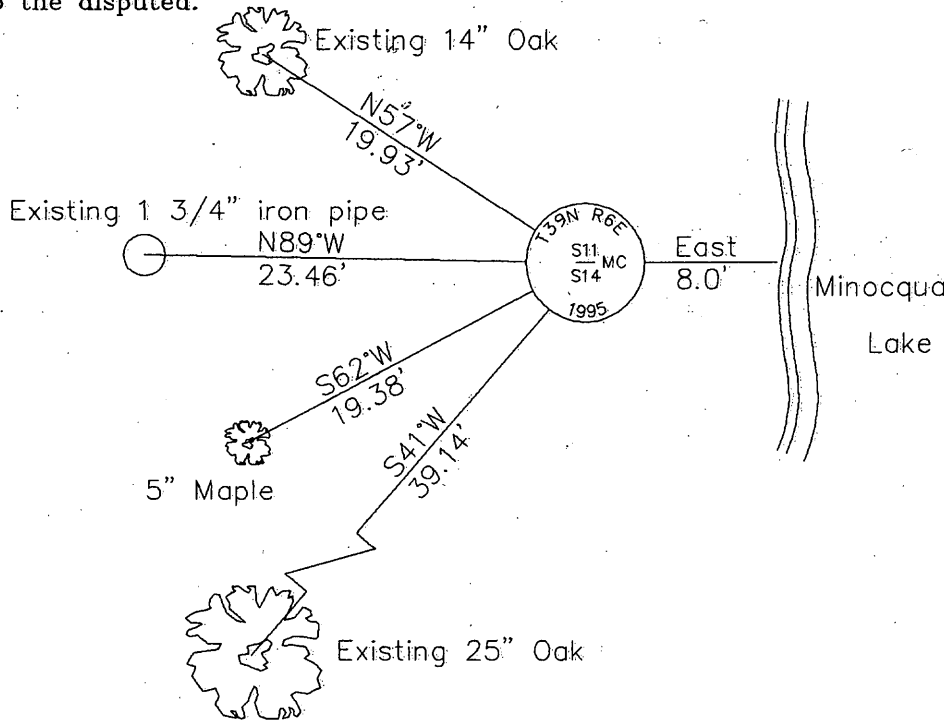 the disputed.
Existing 14" Oak
N57°W
19.93'
Existing 1 3/4" iron pipe
N89°W
23.46'
T39N R6E
S11
S14
MC
1995
East
8.0'
Minocqua
Lake
S62°W
19.38'
S41°W
39.14'
5" Maple
Existing 25" Oak